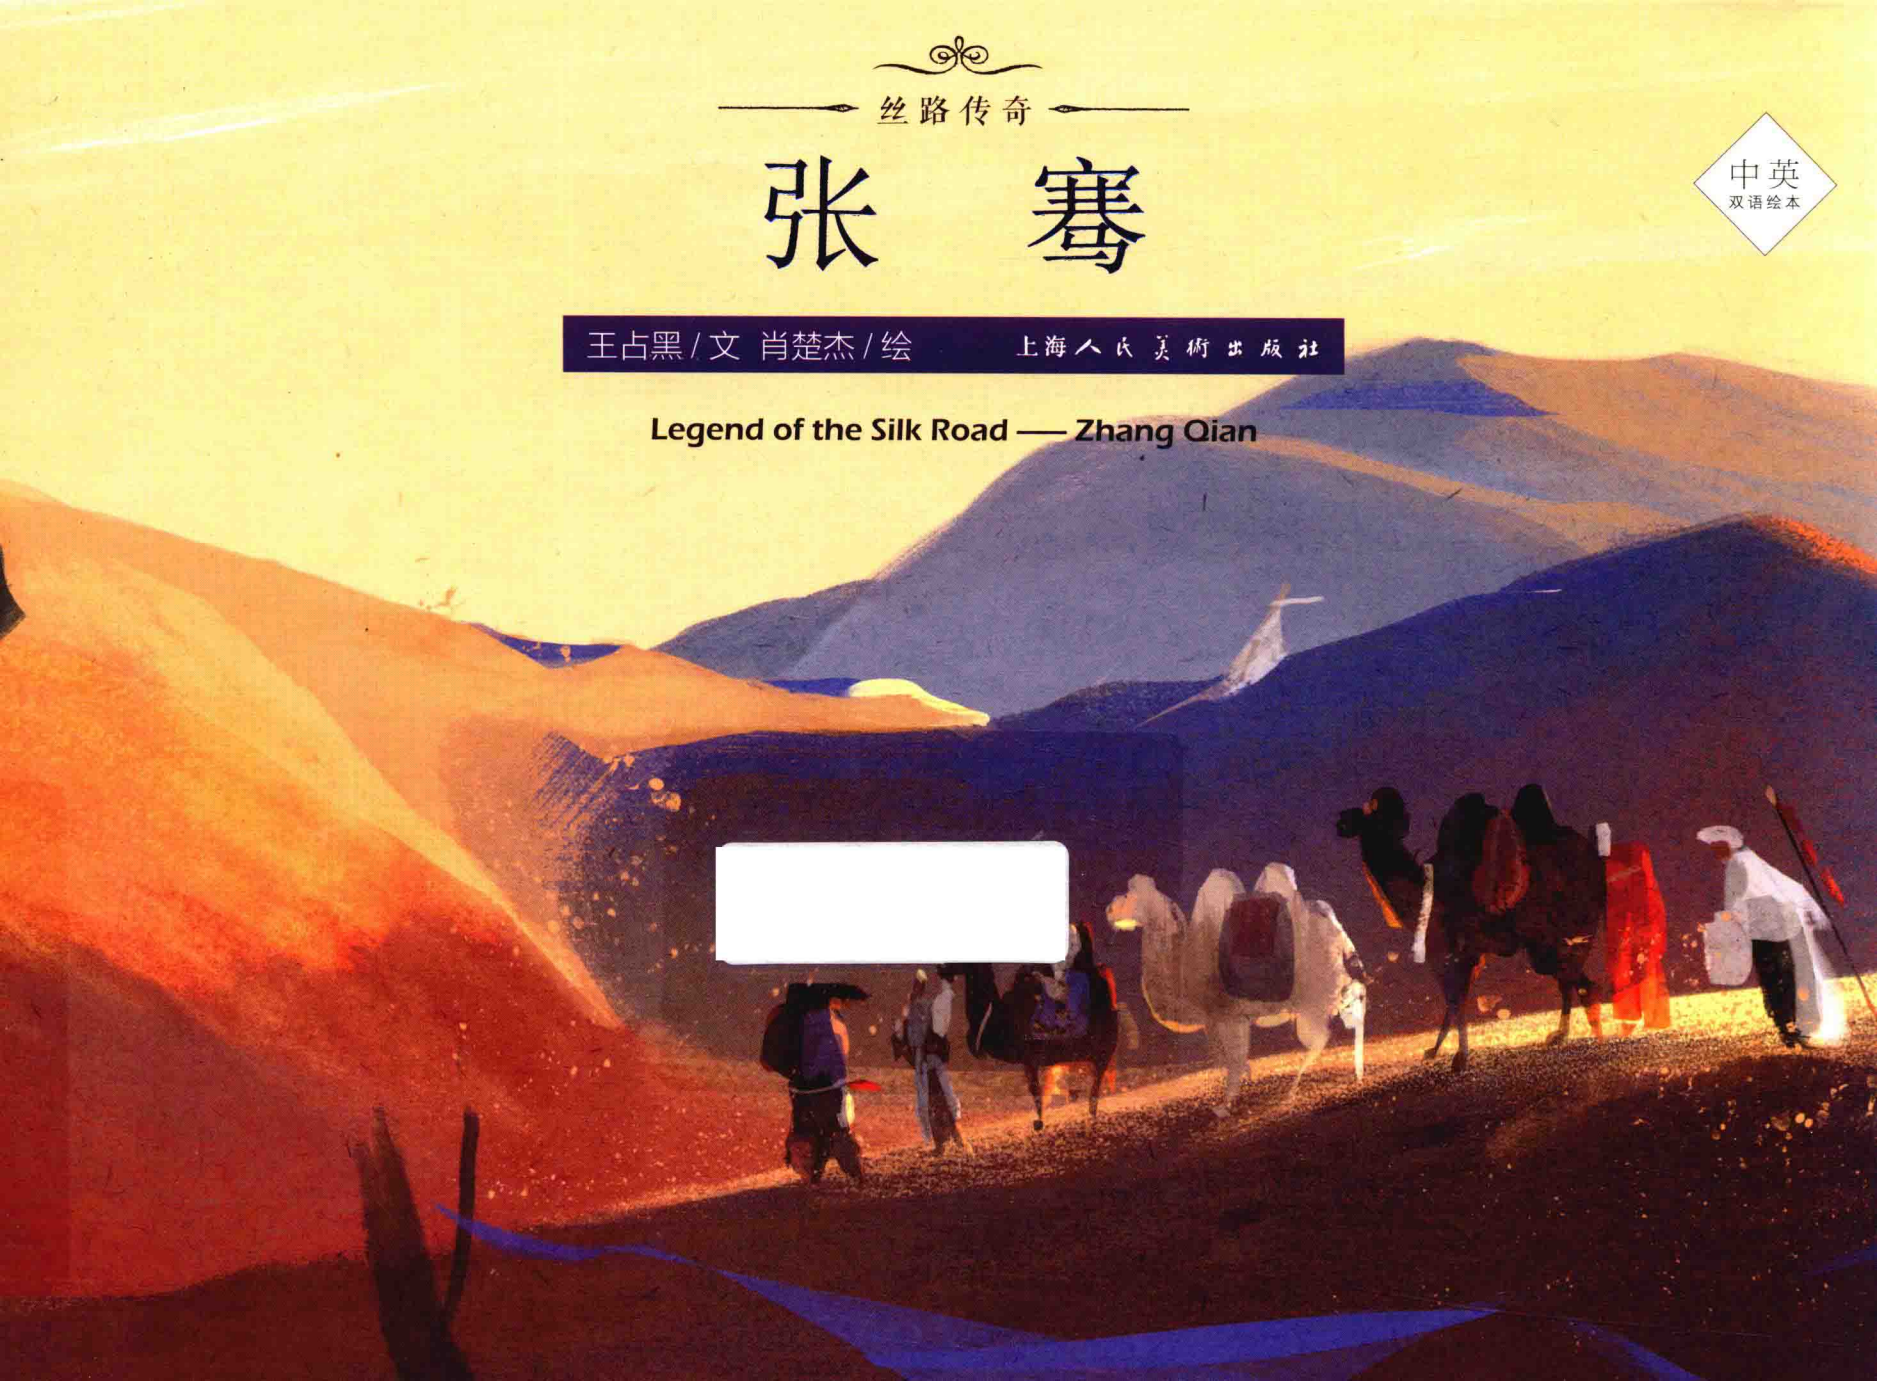 丝路传奇
张骞
中英
双语绘本
王占黑/文 肖楚杰/绘 上海人民美術出版社
Legend of the Silk Road —— Zhang Qian